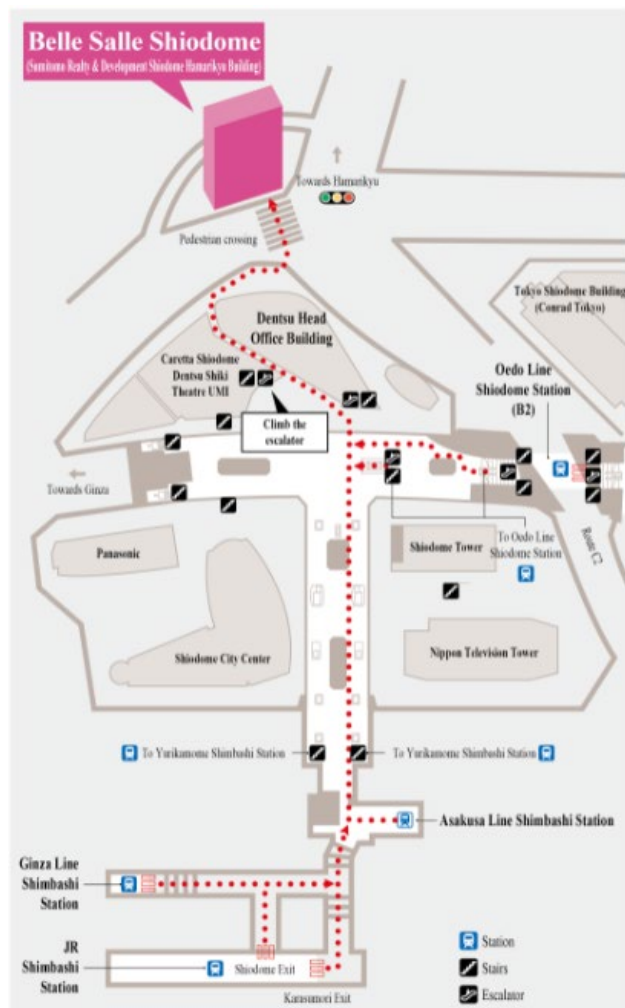 Belle Salle Shiodome
(Sumitomo Realty & Development Shiodome Hamarikyu Building)
Towards Hamarikyu
Pedestrian crossing
Tokyo Shiodome Building
(Conrad Tokyo)
Dentsu Head
Office Building
Caretta Shiodome
Dentsu Shiki
Theatre UMI
Oedo Line
Shiodome Station
(B2)
Climb the
escalator
Towards Ginza
Route C2
To Oedo Line
Shiodome Station
Shiodome Tower
Panasonic
Shiodome City Center
Nippon Television Tower
To Yurikamome Shimbashi Station
To Yurikamome Shimbashi Station
Asakusa Line Shimbashi Station
Ginza Line
Shimbashi
Station
JR
Shimbashi
Station
Shiodome Exit
Karasumori Exit
Station
Stairs
Escalator